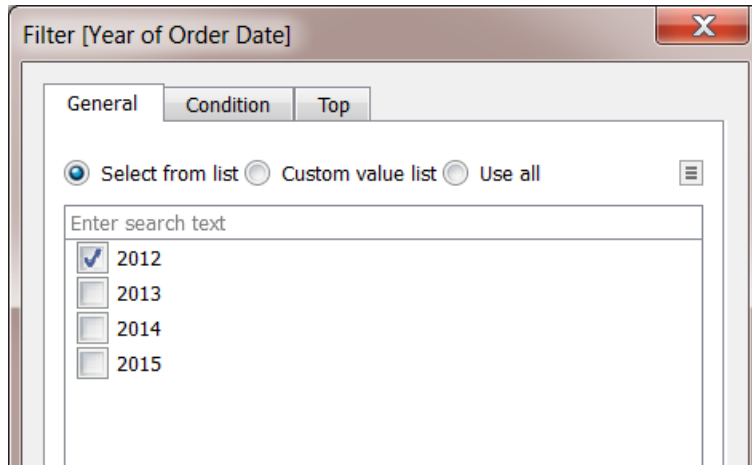 Filter [Year of Order Date]
General Condition Top
Select from list Custom value list Use all
Enter search text
2012
2013
2014
2015